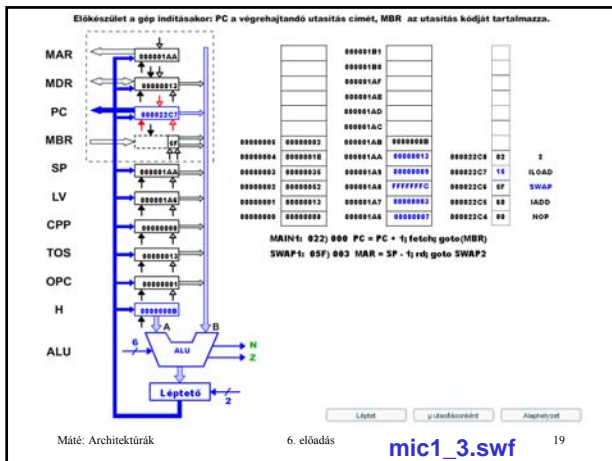 Előkészület a gép indításakor: PC a végrehajtandó utasítás címét, MBR az utasítás kódját tartalmazza.
MAR 000001AA
MDR 00000013
PC 000022C7
MBR 5F
SP 000001AA
LV 000001A5
CPP 00000000
TOS 00000013
OPC 00000091
H 0000000B
A B
ALU 6 ALU N
Z
Léptető 2
000001B1
000001B0
000001AF
000001AE
000001AD
000001AC
00000005 00000002 000001AB 0000000B
00000004 0000001E 000001AA 00000013 000022C8 02 2
00000003 00000035 000001A9 00000009 000022C7 15 ILOAD
00000002 00000052 000001A8 FFFFFFFC 000022C6 5F SWAP
00000001 00000013 000001A7 00000003 000022C5 60 IADD
00000000 00000008 000001A6 00000007 000022C4 00 NOP
MAIN1: 022) 000 PC = PC + 1; fetch; goto(MBR)
SWAP1: 05F) 003 MAR = SP - 1; rd; goto SWAP2
Léptet μ utasításonként Alaphelyzet
Máté: Architektúrák 6. előadás mic1_3.swf 19